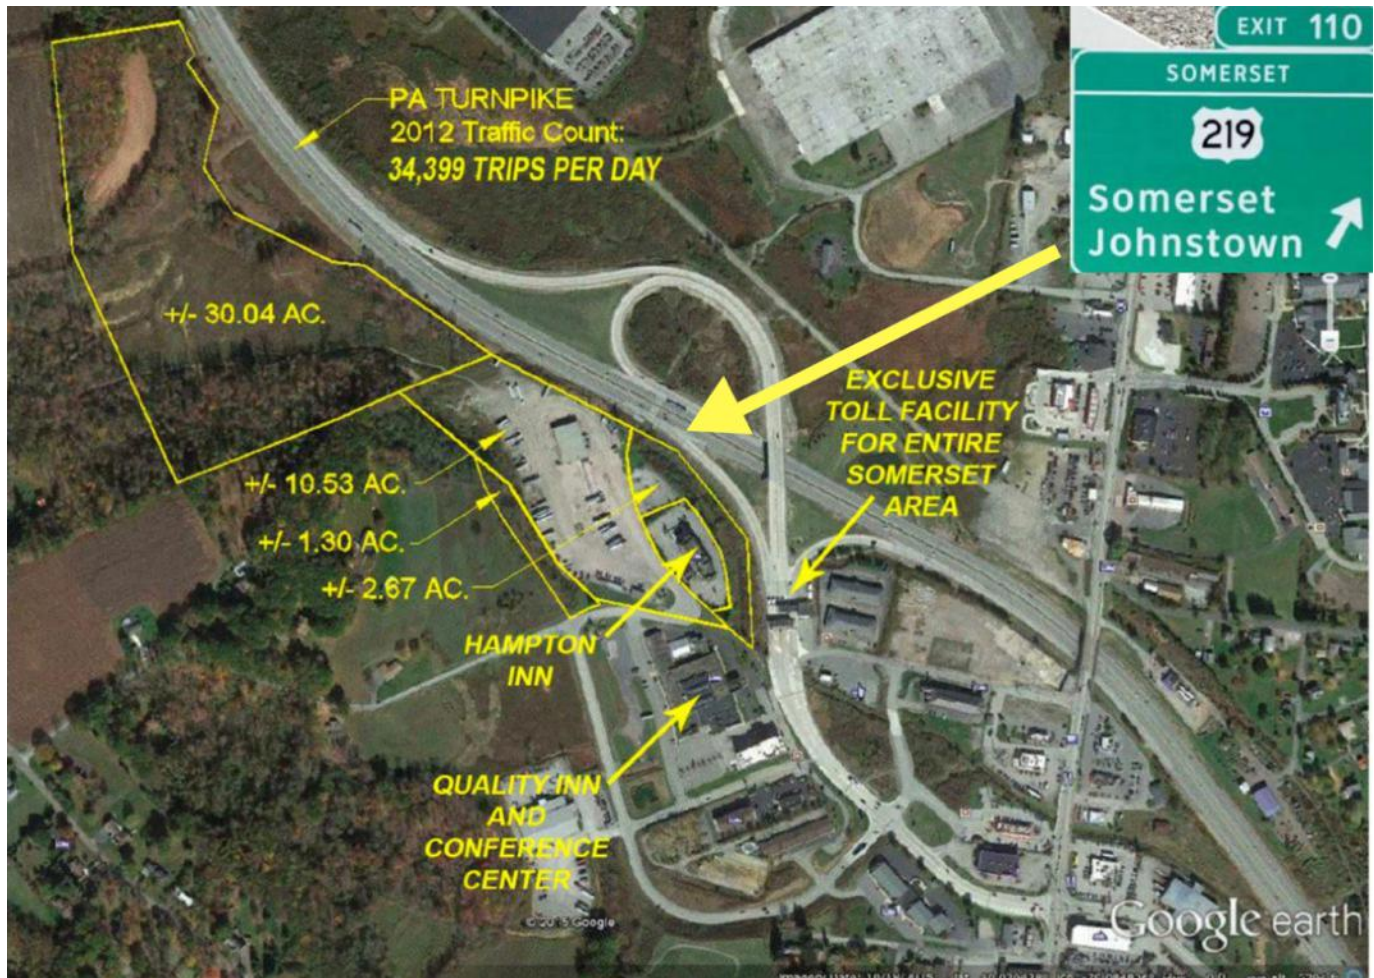 EXIT 110
SOMERSET
219
Somerset
Johnstown
PA TURNPIKE
2012 Traffic Count:
34,399 TRIPS PER DAY
+/- 30.04 AC.
EXCLUSIVE
TOLL FACILITY
FOR ENTIRE
SOMERSET
AREA
+/- 10.53 AC.
+/- 1.30 AC.
+/- 2.67 AC.
HAMPTON
INN
QUALITY INN
AND
CONFERENCE
CENTER
Google earth